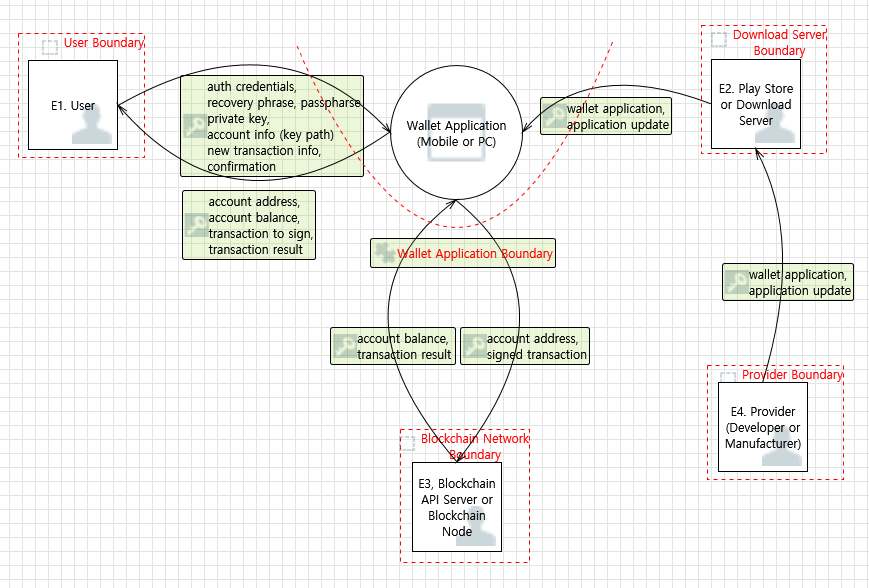 User Boundary
E1. User
auth credentials,
recovery phrase, passpharse
private key,
account info (key path)
new transaction info,
confirmation
account address,
account balance,
transaction to sign,
transaction result
Wallet Application
(Mobile or PC)
wallet application,
application update
Download Server
Boundary
E2. Play Store
or Download
Server
Wallet Application Boundary
wallet application,
application update
account balance,
transaction result
account address,
signed transaction
Provider Boundary
E4. Provider
(Developer or
Manufacturer)
Blockchain Network
Boundary
E3, Blockchain
API Server or
Blockchain
Node